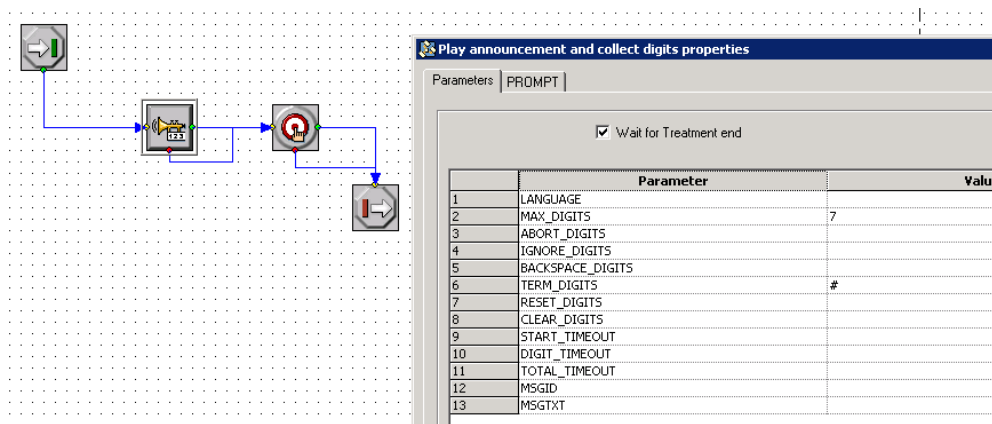 Play announcement and collect digits properties
Parameters PROMPT
Wait for Treatment end
Parameter Valu
1 LANGUAGE
2 MAX_DIGITS 7
3 ABORT_DIGITS
4 IGNORE_DIGITS
5 BACKSPACE_DIGITS
6 TERM_DIGITS #
7 RESET_DIGITS
8 CLEAR_DIGITS
9 START_TIMEOUT
10 DIGIT_TIMEOUT
11 TOTAL_TIMEOUT
12 MSGID
13 MSGTXT
123